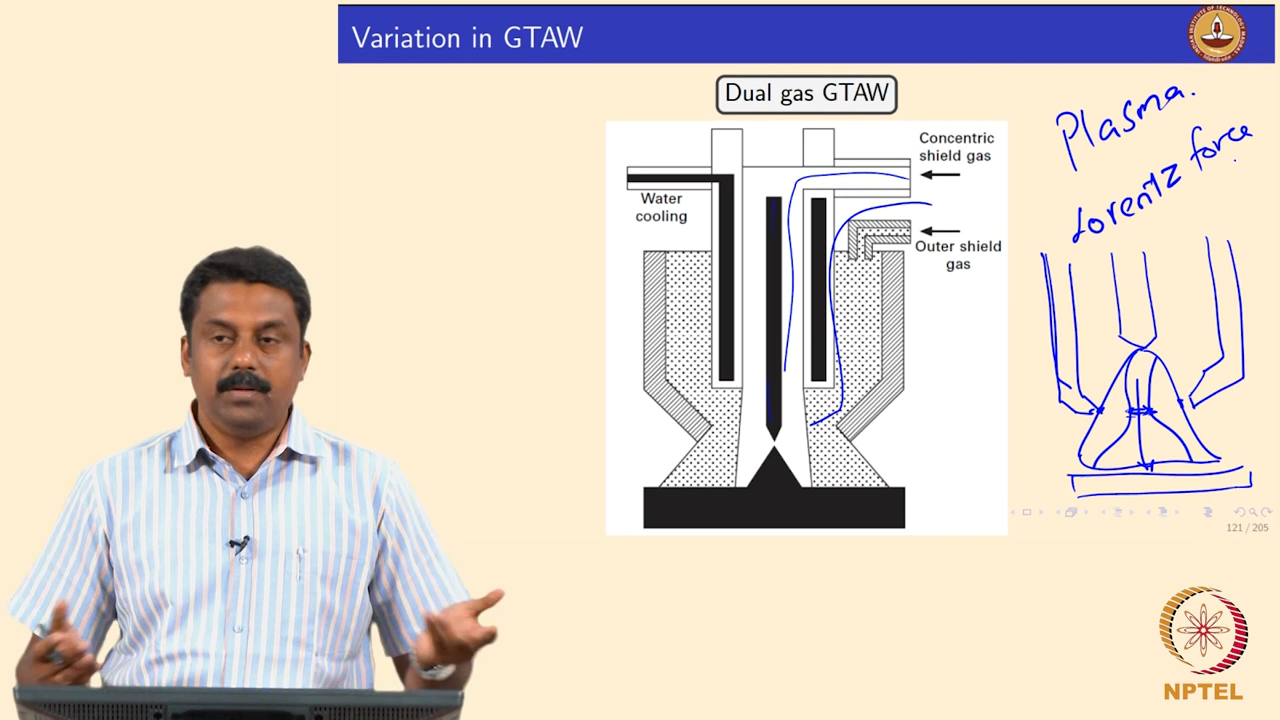 Variation in GTAW
Dual gas GTAW
Plasma.
Lorentz force
Concentric
shield gas
Water
cooling
Outer shield
gas
121 / 205
NPTEL